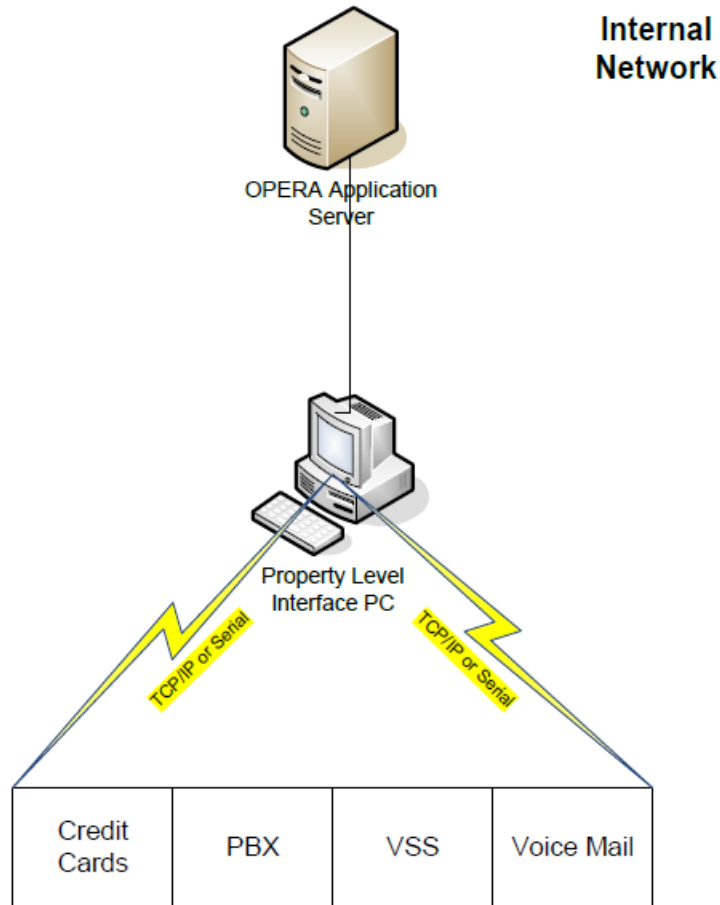 Internal
Network
OPERA Application
Server
Property Level
Interface PC
TCP/IP or Serial
TCP/IP or Serial
Credit
Cards
PBX
VSS
Voice Mail